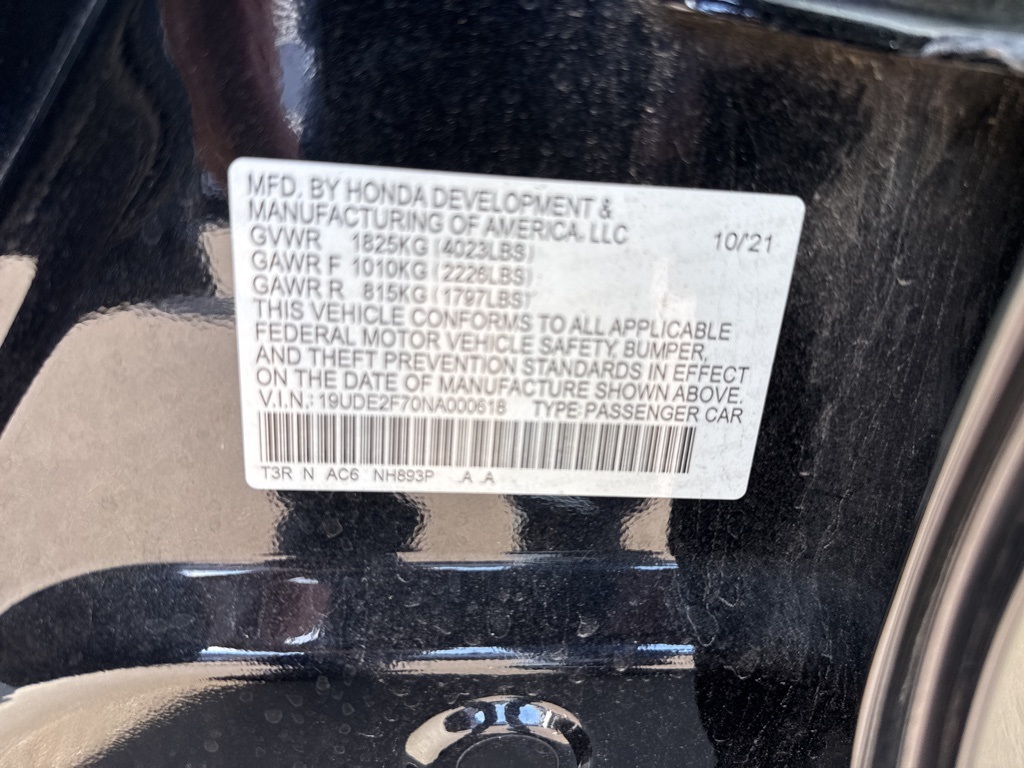 MFD. BY HONDA DEVELOPMENT &
MANUFACTURING OF AMERICA, LLC
10/'21
GVWR 1825KG (4023LBS)
GAWR F 1010KG (2226LBS)
GAWR R 815KG (1797LBS)
THIS VEHICLE CONFORMS TO ALL APPLICABLE
FEDERAL MOTOR VEHICLE SAFETY, BUMPER,
AND THEFT PREVENTION STANDARDS IN EFFECT
ON THE DATE OF MANUFACTURE SHOWN ABOVE.
V.I.N.: 19UDE2F70NA000618 TYPE: PASSENGER CAR
T3R N AC6 NH893P A A